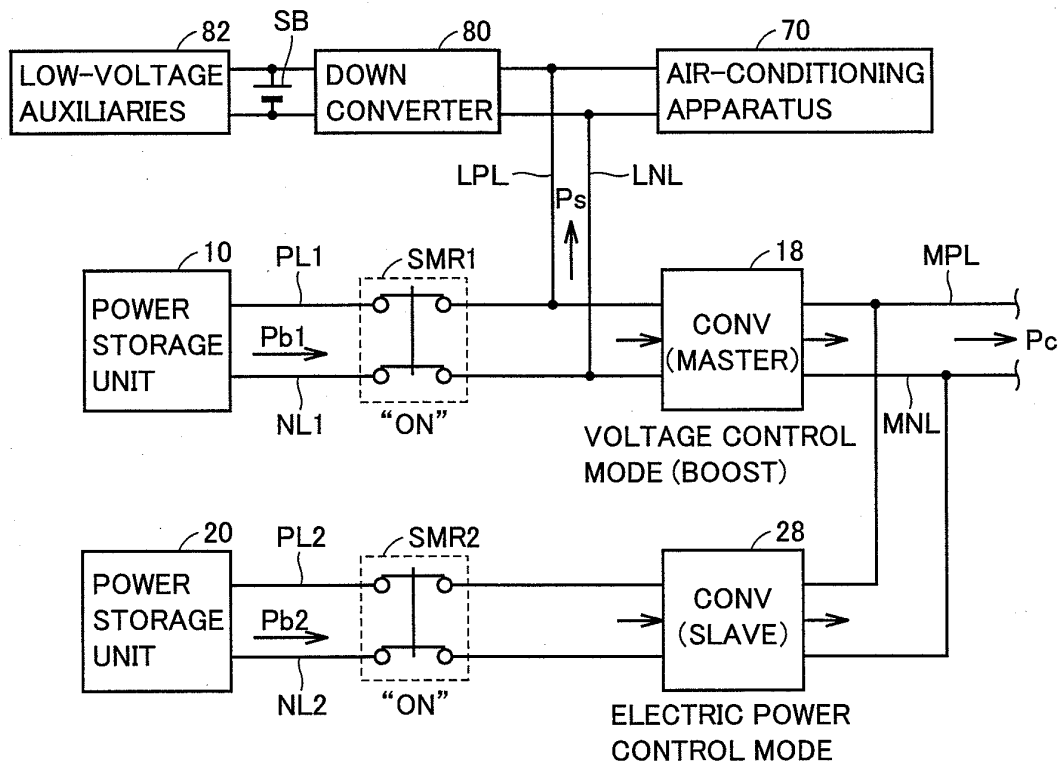 82
SB
80
70
LOW-VOLTAGE
AUXILIARIES
DOWN
CONVERTER
AIR-CONDITIONING
APPARATUS
LPL
LNL
Ps
10
PL1
SMR1
18
MPL
POWER
STORAGE
UNIT
Pb1
CONV
(MASTER)
Pc
NL1
“ON”
MNL
VOLTAGE CONTROL
MODE (BOOST)
20
PL2
SMR2
28
POWER
STORAGE
UNIT
Pb2
CONV
(SLAVE)
NL2
“ON”
ELECTRIC POWER
CONTROL MODE